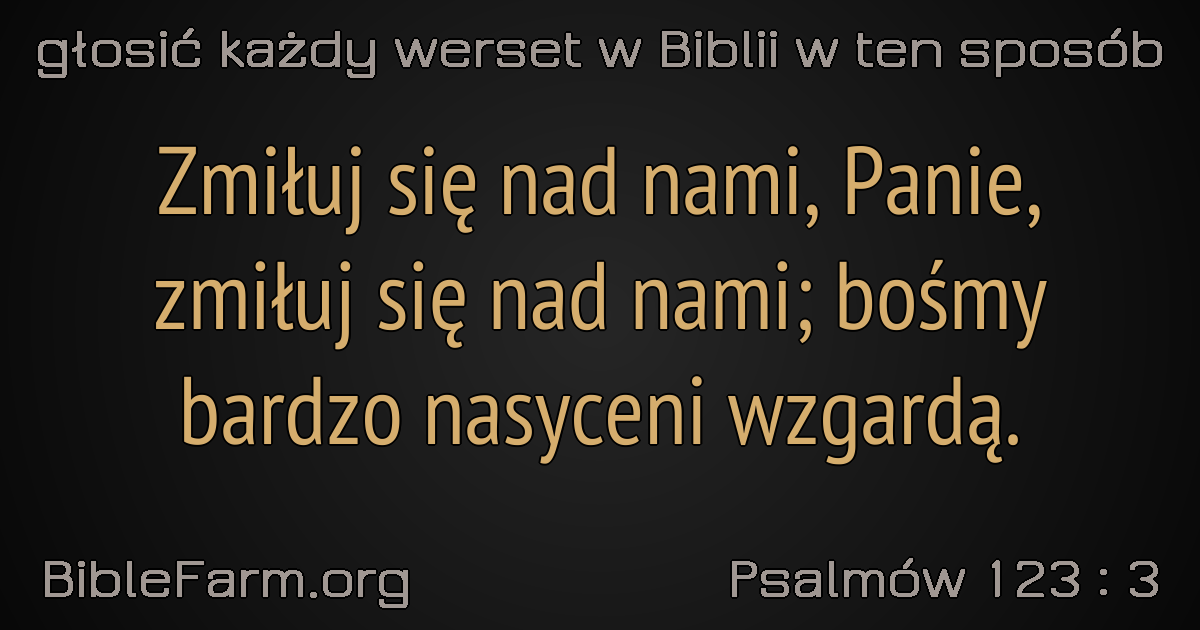 głosić każdy werset w Biblii w ten sposób
Zmiłuj się nad nami, Panie,
zmiłuj się nad nami; bośmy
bardzo nasyceni wzgardą.
BibleFarm.org
Psalmów 123 : 3